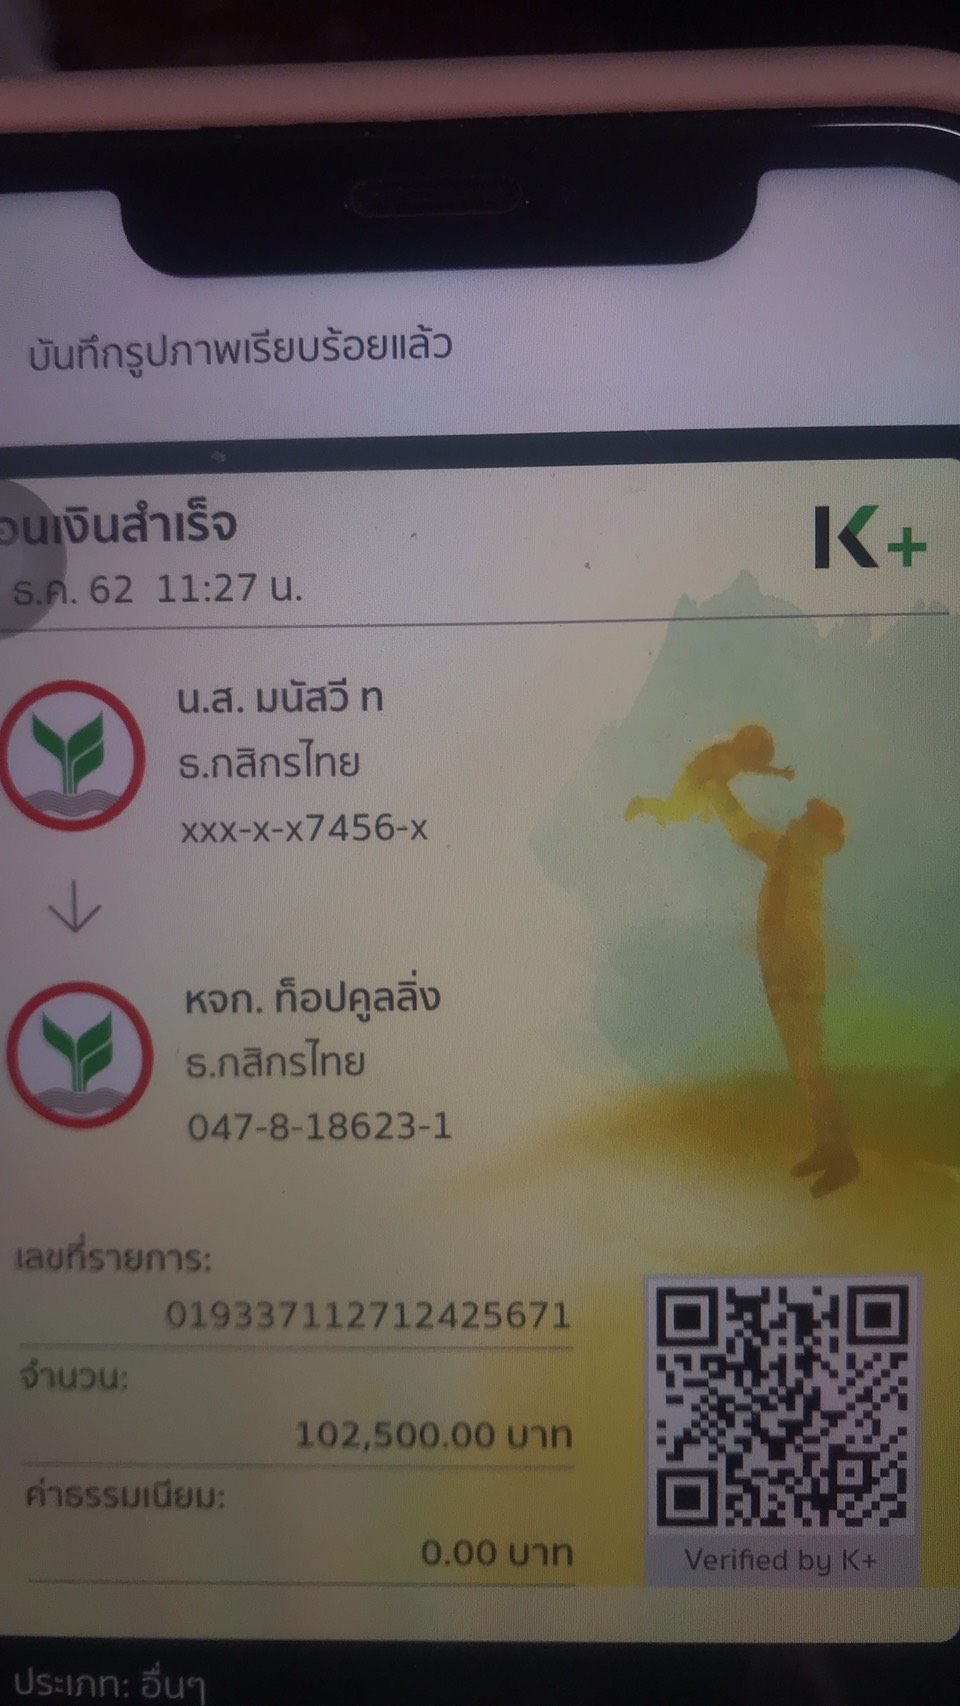 บันทึกรูปภาพเรียบร้อยแล้ว
อนเงินสำเร็จ
K+
ธ.ค. 62 11:27 น.
น.ส. มนัสวี ท
ธ.กสิกรไทย
xxx-x-x7456-x
หจก. ท็อปคูลลิ่ง
ธ.กสิกรไทย
047-8-18623-1
เลขที่รายการ:
019337112712425671
จำนวน:
102,500.00 บาท
ค่าธรรมเนียม:
0.00 บาท
Verified by K+
ประเภท: อื่นๆ